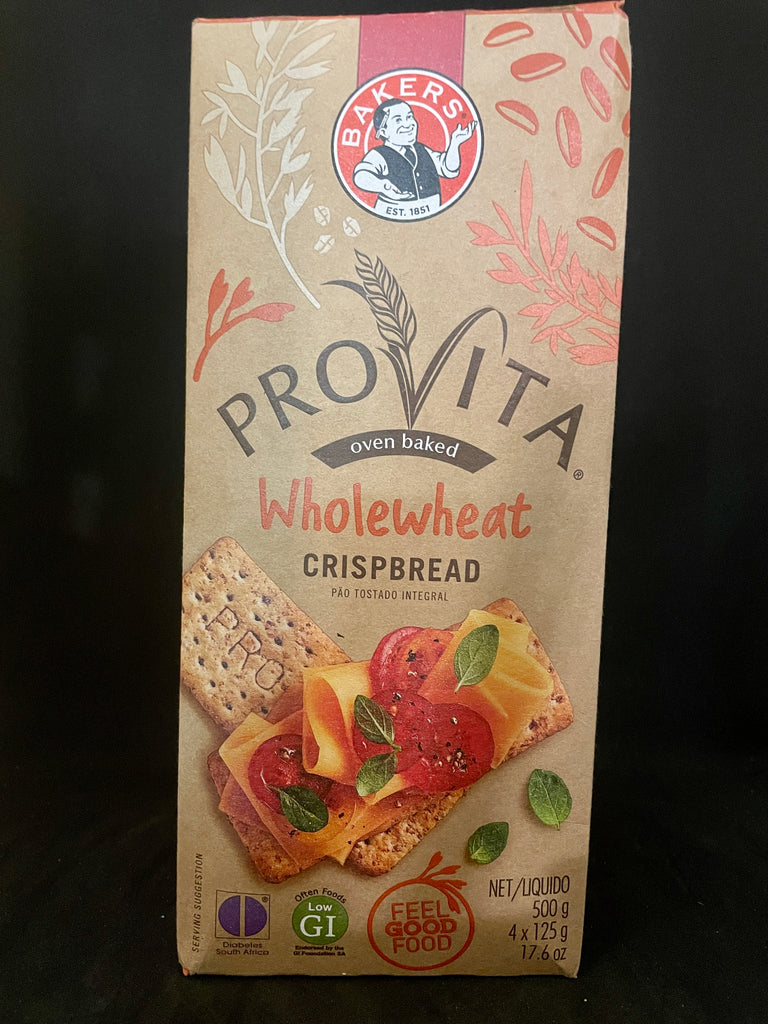 BAKERS
EST. 1851
PROVITA®
oven baked
Wholewheat
CRISPBREAD
PÃO TOSTADO INTEGRAL
PRO
SERVING SUGGESTION
Diabetes
South Africa
Often Foods
Low
GI
Endorsed by the
GI Foundation SA
FEEL
GOOD
FOOD
NET/LIQUIDO
500 g
4 x 125 g
17.6 oz